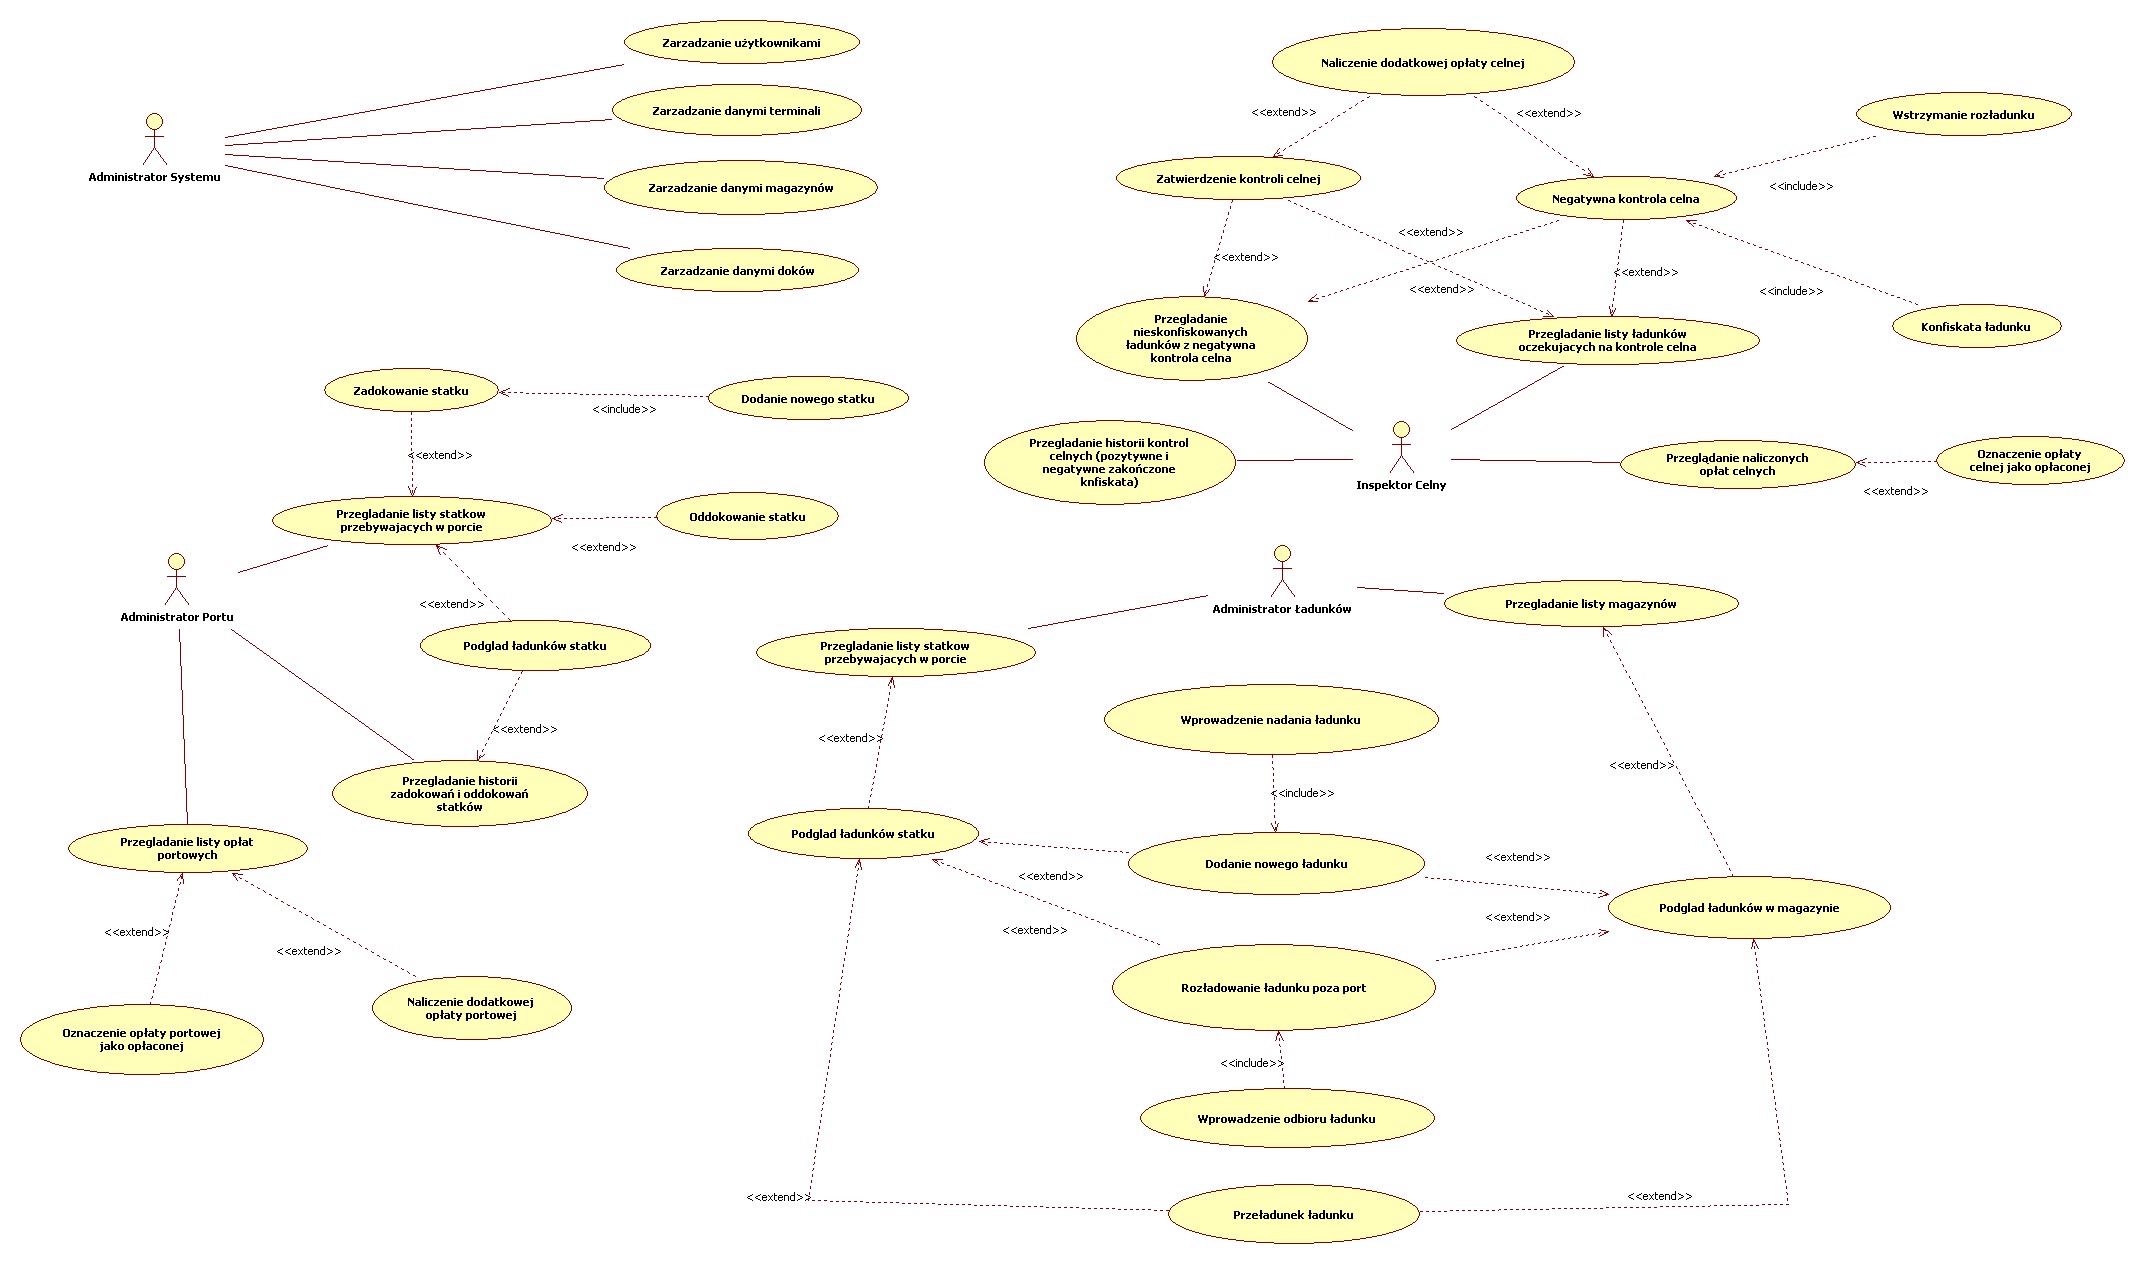 Zarzadzanie użytkownikami
Zarzadzanie danymi terminali
Administrator Systemu
Zarzadzanie danymi magazynów
Zarzadzanie danymi doków
Naliczenie dodatkowej opłaty celnej
<<extend>>
<<extend>>
Wstrzymanie rozładunku
Zatwierdzenie kontroli celnej
<<include>>
Negatywna kontrola celna
<<extend>>
<<extend>>
<<extend>>
<<extend>>
<<include>>
Przegladanie
nieskonfiskowanych
ładunków z negatywna
kontrola celna
Przegladanie listy ładunków
oczekujacych na kontrole celna
Konfiskata ładunku
Przegladanie historii kontrol
celnych (pozytywne i
negatywne zakończone
knfiskata)
Inspektor Celny
Przeglądanie naliczonych
opłat celnych
Oznaczenie opłaty
celnej jako opłaconej
<<extend>>
Zadokowanie statku
Dodanie nowego statku
<<include>>
<<extend>>
Przegladanie listy statkow
przebywajacych w porcie
Oddokowanie statku
<<extend>>
<<extend>>
Administrator Portu
Podglad ładunków statku
<<extend>>
Przegladanie historii
zadokowań i oddokowań
statków
Przegladanie listy opłat
portowych
<<extend>>
<<extend>>
Oznaczenie opłaty portowej
jako opłaconej
Naliczenie dodatkowej
opłaty portowej
Administrator Ładunków
Przegladanie listy magazynów
Przegladanie listy statkow
przebywajacych w porcie
Wprowadzenie nadania ładunku
<<extend>>
<<extend>>
<<include>>
Podglad ładunków statku
Dodanie nowego ładunku
<<extend>>
<<extend>>
Podglad ładunków w magazynie
<<extend>>
<<extend>>
Rozładowanie ładunku poza port
<<include>>
Wprowadzenie odbioru ładunku
<<extend>>
<<extend>>
Przeładunek ładunku